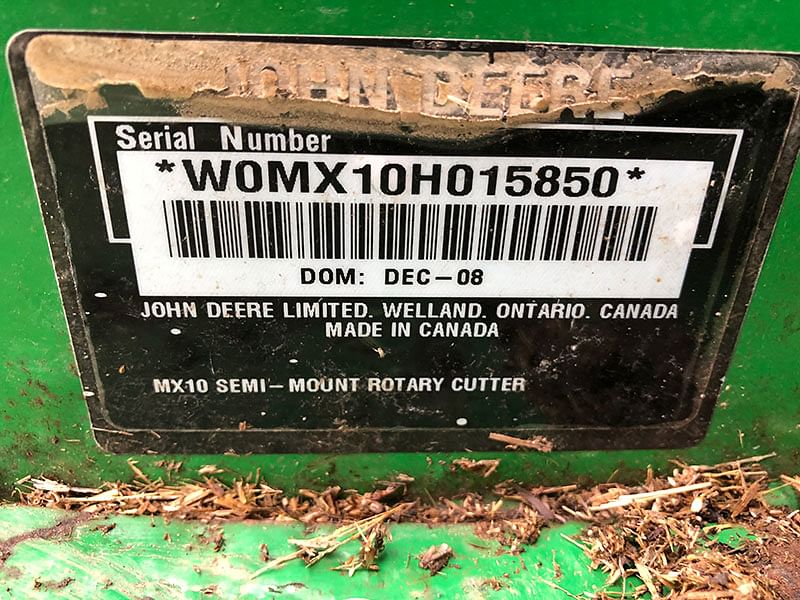 JOHN DEERE
Serial Number
*W0MX10H015850*
DOM: DEC-08
JOHN DEERE LIMITED. WELLAND. ONTARIO. CANADA
MADE IN CANADA
MX10 SEMI-MOUNT ROTARY CUTTER